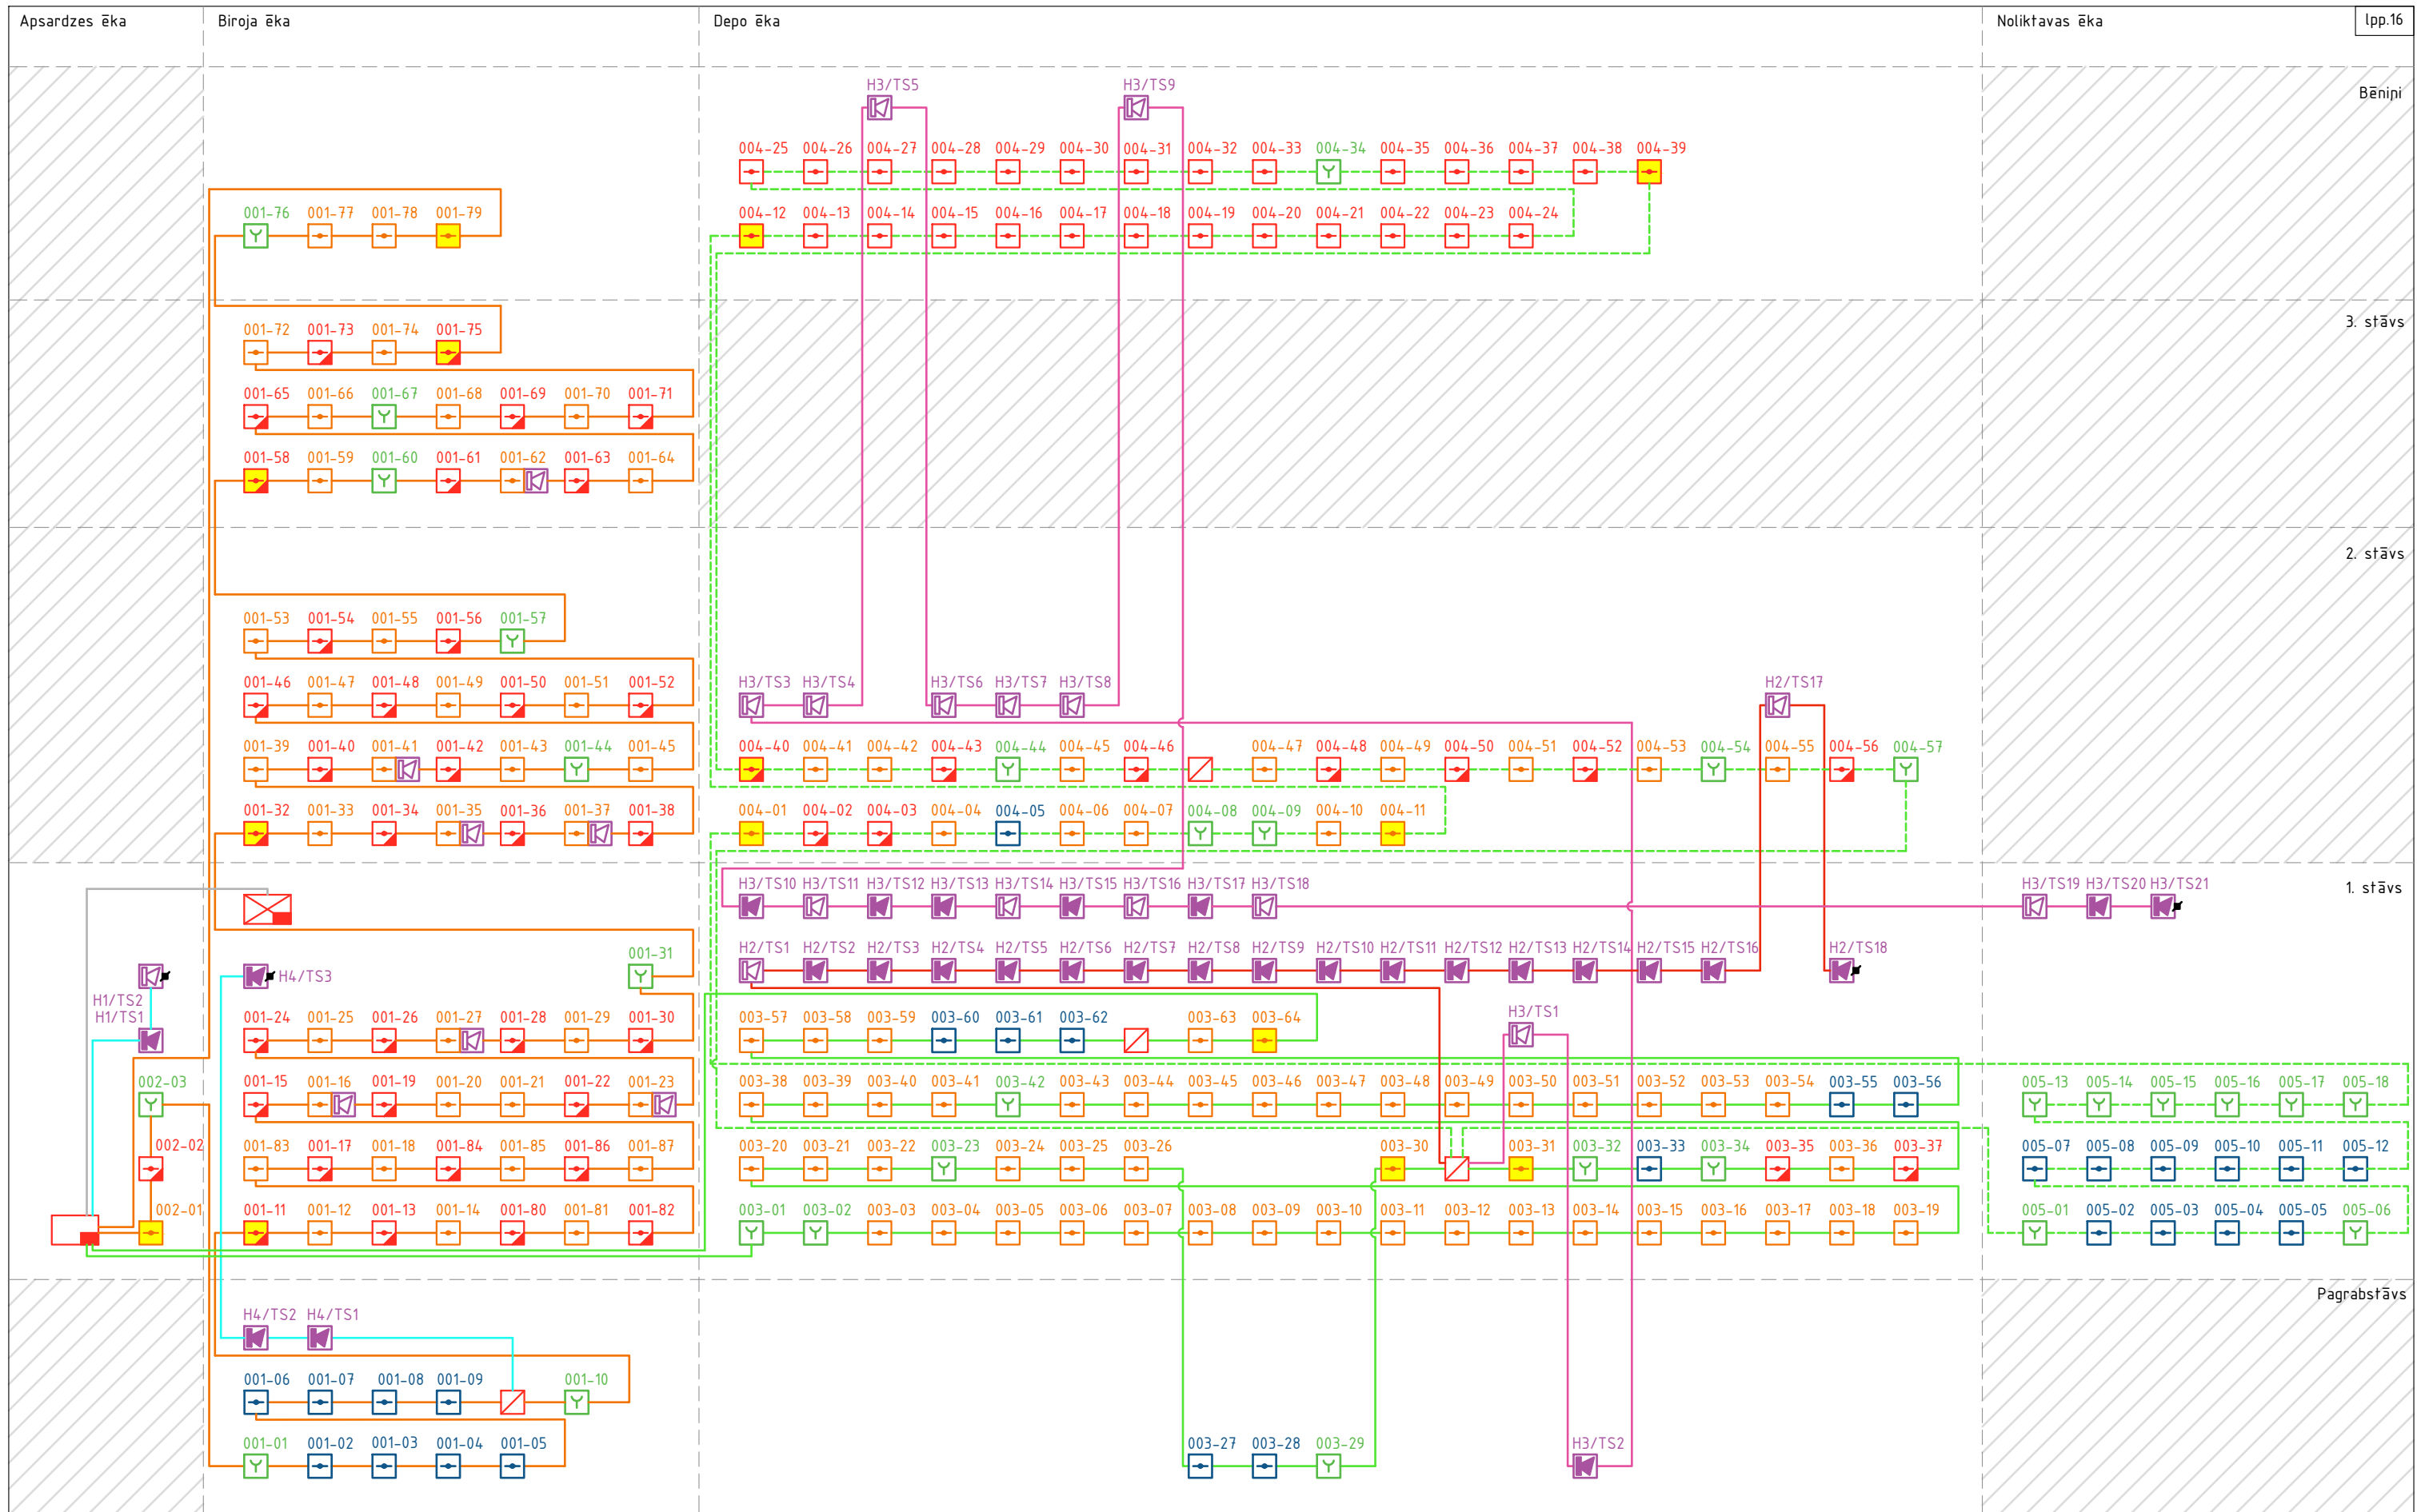 Apsardzes ēka Biroja ēka Depo ēka Noliktavas ēka lpp.16
H3/TS5 H3/TS9
Bēniņi
004-25 004-26 004-27 004-28 004-29 004-30 004-31 004-32 004-33 004-34 004-35 004-36 004-37 004-38 004-39
001-76 001-77 001-78 001-79 004-12 004-13 004-14 004-15 004-16 004-17 004-18 004-19 004-20 004-21 004-22 004-23 004-24
3. stāvs
001-72 001-73 001-74 001-75
001-65 001-66 001-67 001-68 001-69 001-70 001-71
001-58 001-59 001-60 001-61 001-62 001-63 001-64
2. stāvs
001-53 001-54 001-55 001-56 001-57
001-46 001-47 001-48 001-49 001-50 001-51 001-52 H3/TS3 H3/TS4 H3/TS6 H3/TS7 H3/TS8 H2/TS17
001-39 001-40 001-41 001-42 001-43 001-44 001-45 004-40 004-41 004-42 004-43 004-44 004-45 004-46 004-47 004-48 004-49 004-50 004-51 004-52 004-53 004-54 004-55 004-56 004-57
001-32 001-33 001-34 001-35 001-36 001-37 001-38 004-01 004-02 004-03 004-04 004-05 004-06 004-07 004-08 004-09 004-10 004-11
H3/TS10 H3/TS11 H3/TS12 H3/TS13 H3/TS14 H3/TS15 H3/TS16 H3/TS17 H3/TS18 H3/TS19 H3/TS20 H3/TS21 1. stāvs
001-31 H2/TS1 H2/TS2 H2/TS3 H2/TS4 H2/TS5 H2/TS6 H2/TS7 H2/TS8 H2/TS9 H2/TS10 H2/TS11 H2/TS12 H2/TS13 H2/TS14 H2/TS15 H2/TS16 H2/TS18
H4/TS3
H1/TS2
H1/TS1 001-24 001-25 001-26 001-27 001-28 001-29 001-30 003-57 003-58 003-59 003-60 003-61 003-62 003-63 003-64 H3/TS1
002-03 001-15 001-16 001-19 001-20 001-21 001-22 001-23 003-38 003-39 003-40 003-41 003-42 003-43 003-44 003-45 003-46 003-47 003-48 003-49 003-50 003-51 003-52 003-53 003-54 003-55 003-56 005-13 005-14 005-15 005-16 005-17 005-18
002-02 001-83 001-17 001-18 001-84 001-85 001-86 001-87 003-20 003-21 003-22 003-23 003-24 003-25 003-26 003-30 003-31 003-32 003-33 003-34 003-35 003-36 003-37 005-07 005-08 005-09 005-10 005-11 005-12
002-01 001-11 001-12 001-13 001-14 001-80 001-81 001-82 003-01 003-02 003-03 003-04 003-05 003-06 003-07 003-08 003-09 003-10 003-11 003-12 003-13 003-14 003-15 003-16 003-17 003-18 003-19 005-01 005-02 005-03 005-04 005-05 005-06
Pagrabstāvs
H4/TS2 H4/TS1
001-06 001-07 001-08 001-09 001-10
001-01 001-02 001-03 001-04 001-05 003-27 003-28 003-29 H3/TS2